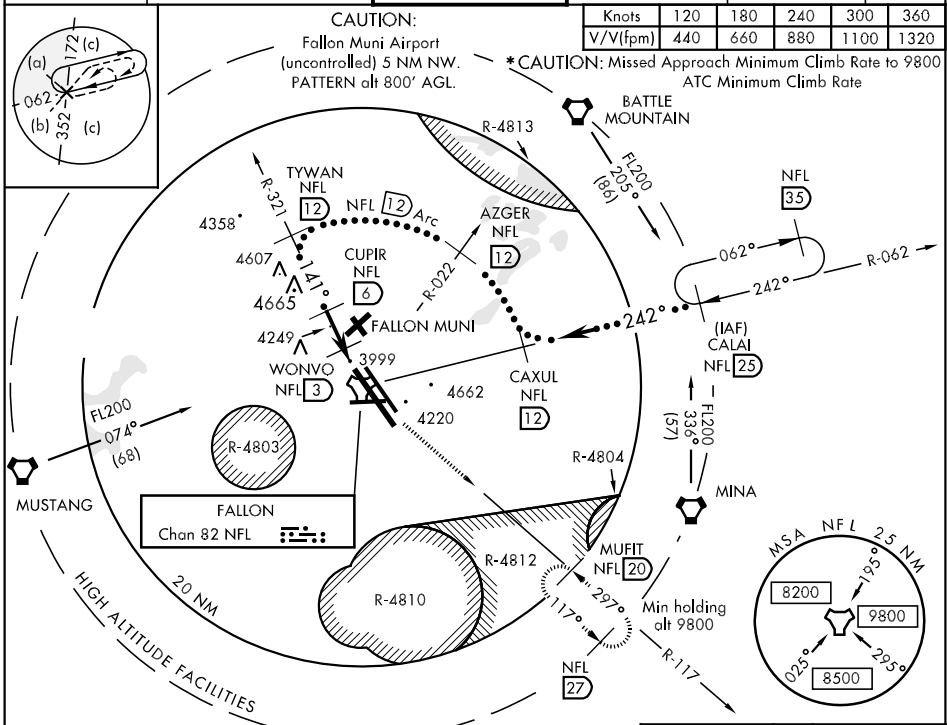 CAUTION:
Fallon Muni Airport
(uncontrolled) 5 NM NW.
PATTERN alt 800' AGL.
Knots 120 180 240 300 360
V/V(fpm) 440 660 880 1100 1320
*CAUTION: Missed Approach Minimum Climb Rate to 9800
ATC Minimum Climb Rate
(a)
172
(c)
062
(b)
352
(c)
BATTLE
MOUNTAIN
R-4813
FL200
205°
(86)
NFL
35
TYWAN
NFL
12
R-321
NFL 12 Arc
AZGER
NFL
12
4358
4607
4665
141°
CUPIR
NFL
6
R-022
062°
242°
R-062
242°
(IAF)
CALAI
NFL 25
4249
FALLON MUNI
WONVO
NFL 3
3999
4662
4220
CAXUL
NFL
12
FL200
074°
(68)
MUSTANG
R-4803
FL200
336°
(57)
R-4804
MINA
FALLON
Chan 82 NFL
R-4812
R-4810
MUFIT
NFL 20
297°
117°
Min holding
alt 9800
R-117
NFL
27
20 NM
HIGH ALTITUDE FACILITIES
MSA NFL 25 NM
195°
8200
9800
025°
295°
8500